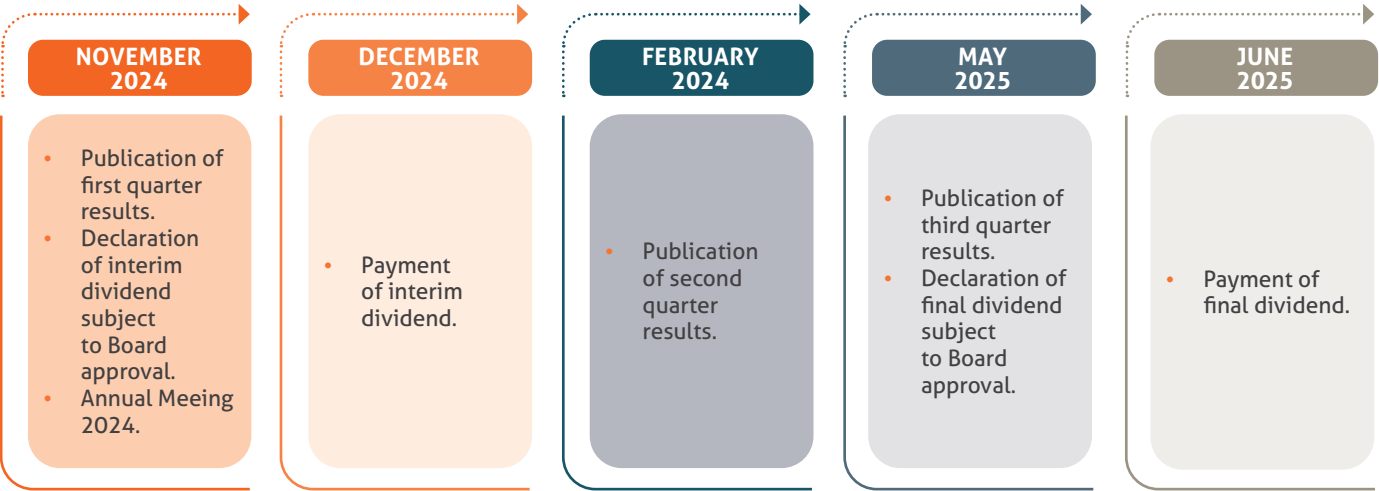 NOVEMBER
2024
• Publication of
first quarter
results.
• Declaration
of interim
dividend
subject
to Board
approval.
• Annual Meeing
2024.
DECEMBER
2024
• Payment
of interim
dividend.
FEBRUARY
2024
• Publication
of second
quarter
results.
MAY
2025
• Publication of
third quarter
results.
• Declaration of
final dividend
subject
to Board
approval.
JUNE
2025
• Payment of
final dividend.